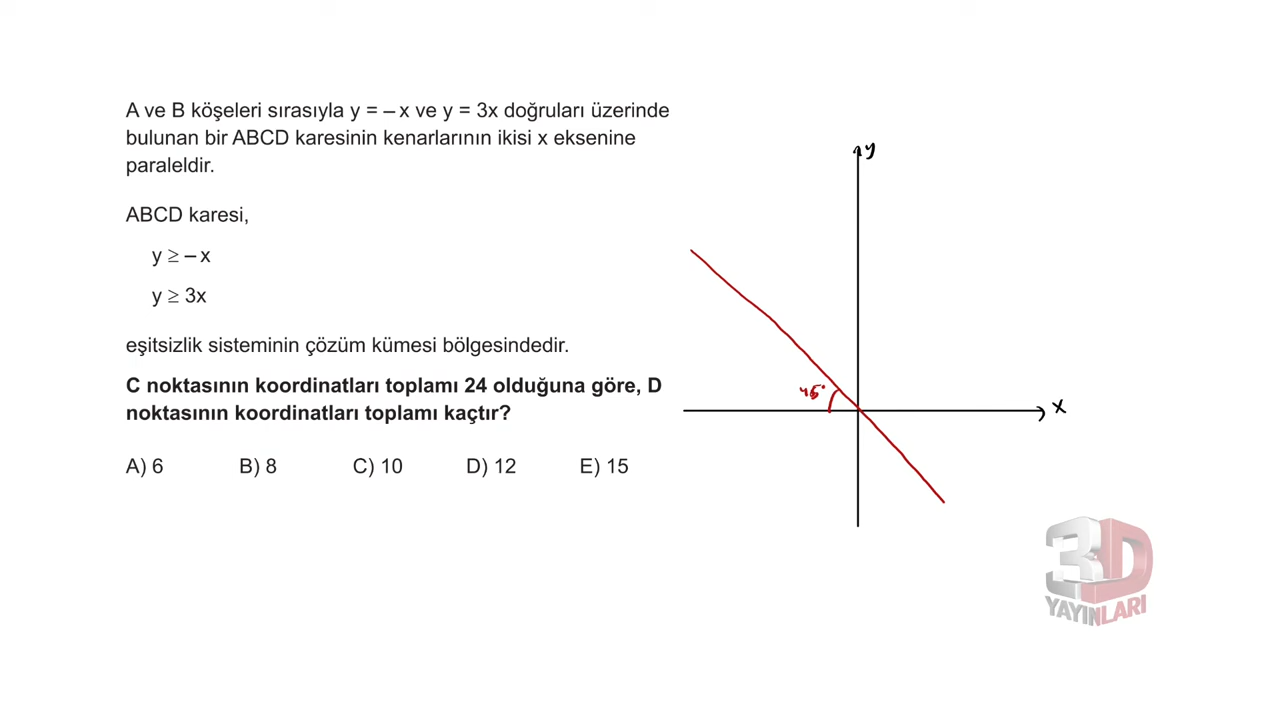 A ve B köşeleri sırasıyla y = – x ve y = 3x doğruları üzerinde
bulunan bir ABCD karesinin kenarlarının ikisi x eksenine
paraleldir.
ABCD karesi,
y ≥ – x
y ≥ 3x
eşitsizlik sisteminin çözüm kümesi bölgesindedir.
C noktasının koordinatları toplamı 24 olduğuna göre, D
noktasının koordinatları toplamı kaçtır?
A) 6 B) 8 C) 10 D) 12 E) 15
y
45°
x
3D
YAYINLARI